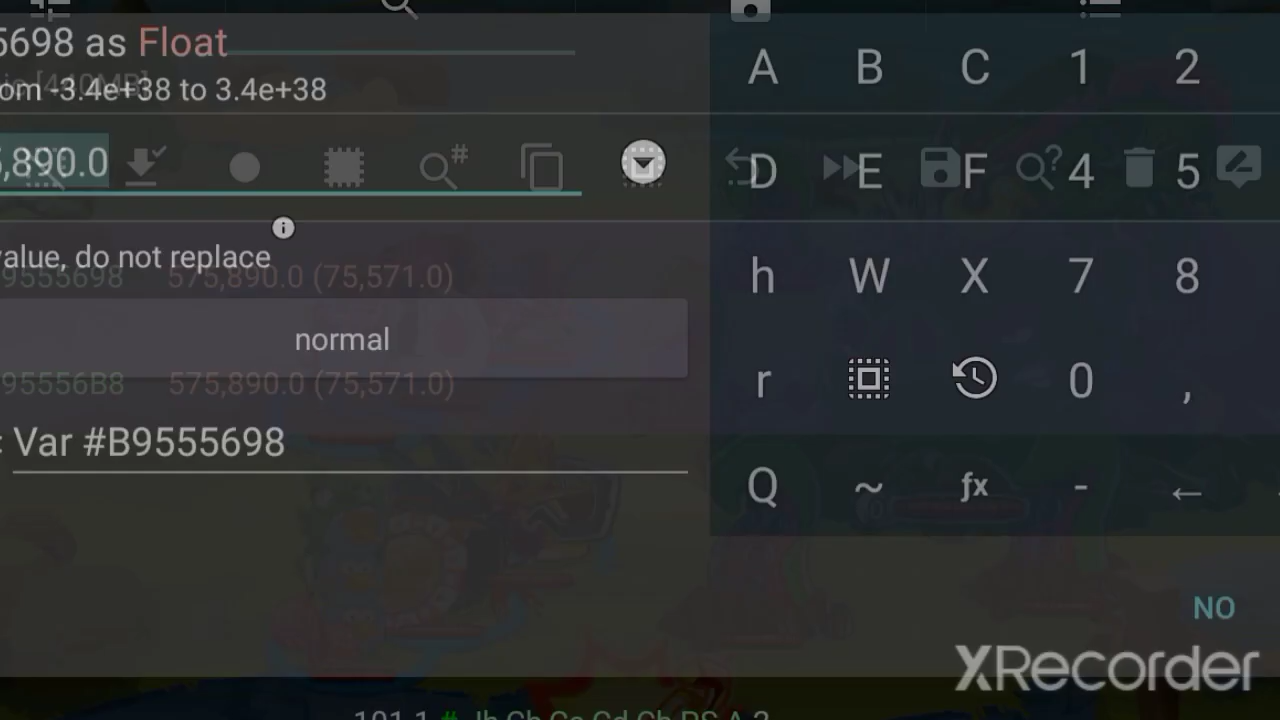 5698 as Float
om -3.4e+38 to 3.4e+38
,890.0
alue, do not replace
9555698 575,890.0 (75,571.0)
normal
95556B8 575,890.0 (75,571.0)
: Var #B9555698
A B C 1 2
D E F 4 5
h W X 7 8
r 0 ,
Q ~ fx - ←
NO
XRecorder